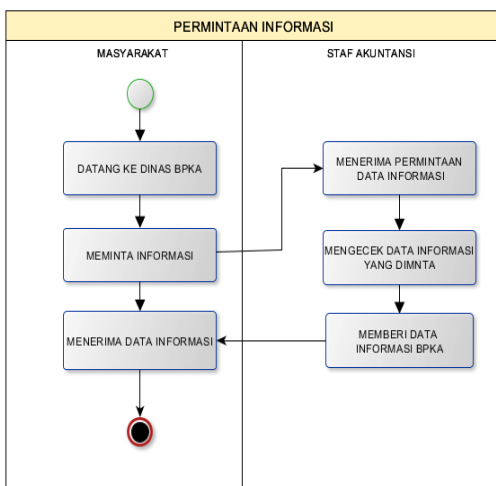 PERMINTAAN INFORMASI
MASYARAKAT
STAF AKUNTANSI
DATANG KE DINAS BPKA
MEMINTA INFORMASI
MENERIMA PERMINTAAN
DATA INFORMASI
MENGECEK DATA INFORMASI
YANG DIMNTA
MEMBERI DATA
INFORMASI BPKA
MENERIMA DATA INFORMASI